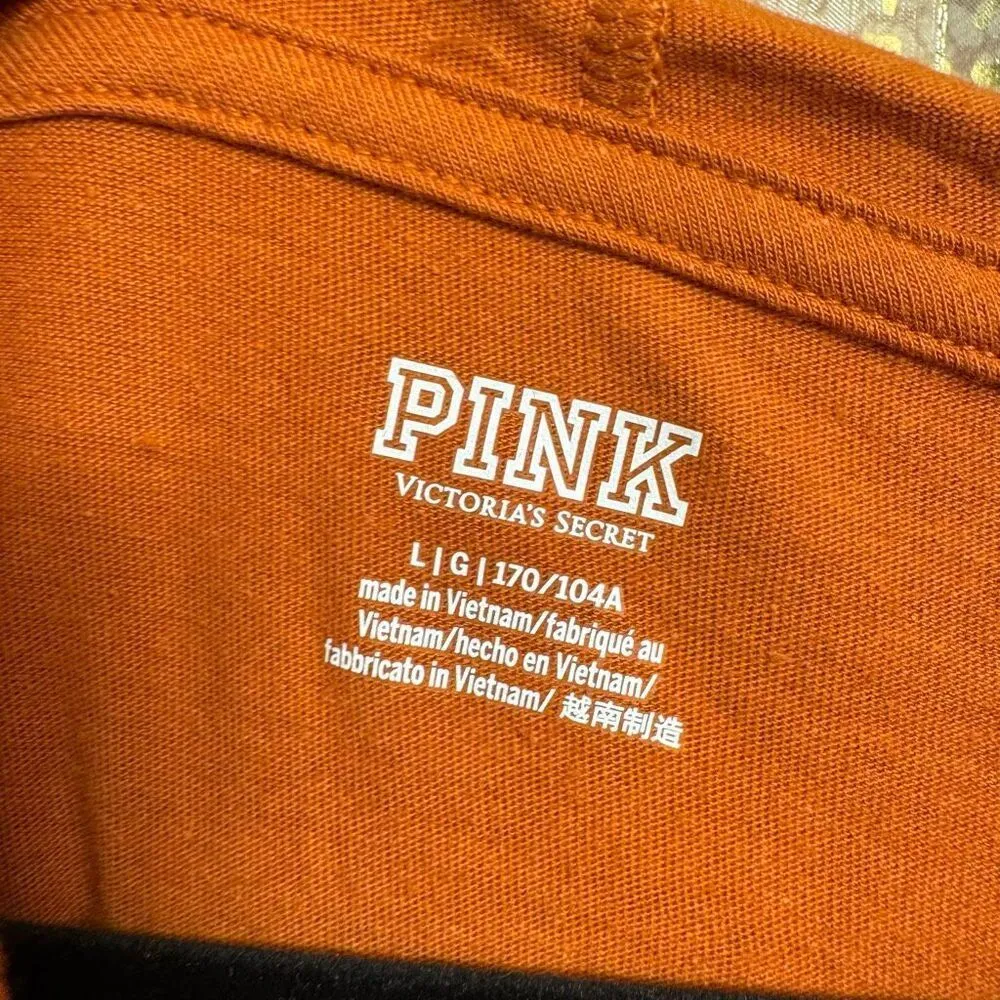 PINK
VICTORIA'S SECRET
L | G | 170/104A
made in Vietnam/fabriqué au
Vietnam/hecho en Vietnam/
fabbricato in Vietnam/ 越南制造